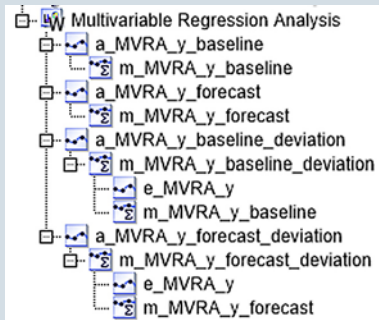 Multivariable Regression Analysis
a_MVRA_y_baseline
m_MVRA_y_baseline
a_MVRA_y_forecast
m_MVRA_y_forecast
a_MVRA_y_baseline_deviation
m_MVRA_y_baseline_deviation
e_MVRA_y
m_MVRA_y_baseline
a_MVRA_y_forecast_deviation
m_MVRA_y_forecast_deviation
e_MVRA_y
m_MVRA_y_forecast